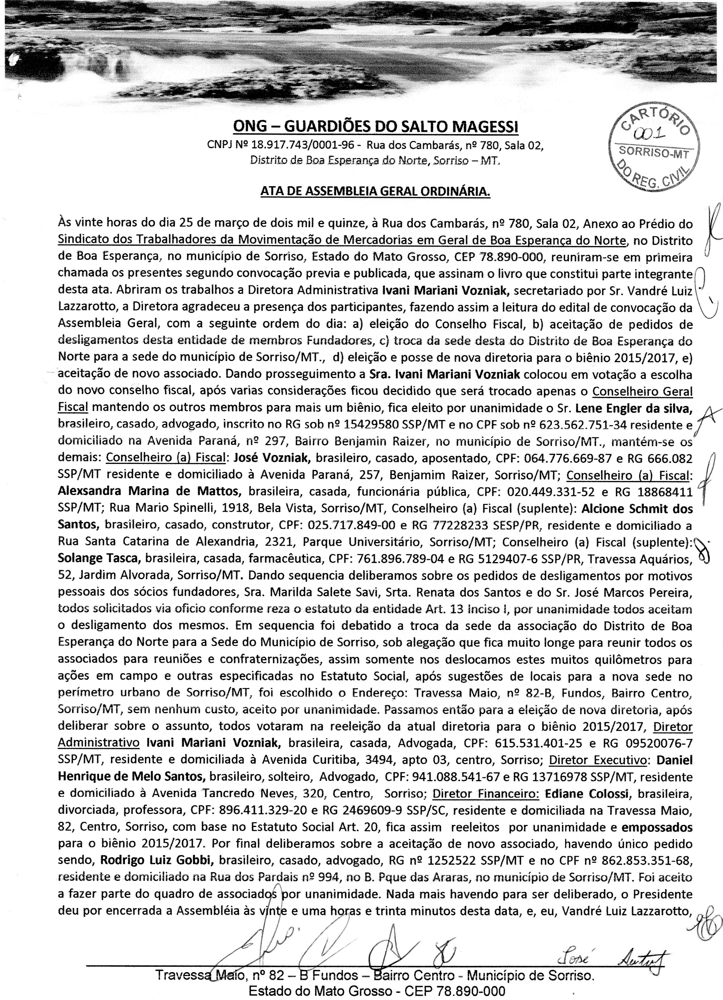 ONG – GUARDIÕES DO SALTO MAGESSI
CNPJ Nº 18.917.743/0001-96 - Rua dos Cambarás, nº 780, Sala 02,
Distrito de Boa Esperança do Norte, Sorriso – MT.
CARTÓRIO
001
SORRISO-MT
DO REG. CIVIL
ATA DE ASSEMBLEIA GERAL ORDINÁRIA.
Às vinte horas do dia 25 de março de dois mil e quinze, à Rua dos Cambarás, nº 780, Sala 02, Anexo ao Prédio do
Sindicato dos Trabalhadores da Movimentação de Mercadorias em Geral de Boa Esperança do Norte, no Distrito
de Boa Esperança, no município de Sorriso, Estado do Mato Grosso, CEP 78.890-000, reuniram-se em primeira
chamada os presentes segundo convocação previa e publicada, que assinam o livro que constitui parte integrante
desta ata. Abriram os trabalhos a Diretora Administrativa Ivani Mariani Vozniak, secretariado por Sr. Vandré Luiz
Lazzarotto, a Diretora agradeceu a presença dos participantes, fazendo assim a leitura do edital de convocação da
Assembleia Geral, com a seguinte ordem do dia: a) eleição do Conselho Fiscal, b) aceitação de pedidos de
desligamentos desta entidade de membros Fundadores, c) troca da sede desta do Distrito de Boa Esperança do
Norte para a sede do município de Sorriso/MT., d) eleição e posse de nova diretoria para o biênio 2015/2017, e)
aceitação de novo associado. Dando prosseguimento a Sra. Ivani Mariani Vozniak colocou em votação a escolha
do novo conselho fiscal, após varias considerações ficou decidido que será trocado apenas o Conselheiro Geral
Fiscal mantendo os outros membros para mais um biênio, fica eleito por unanimidade o Sr. Lene Engler da silva,
brasileiro, casado, advogado, inscrito no RG sob nº 15429580 SSP/MT e no CPF sob nº 623.562.751-34 residente e
domiciliado na Avenida Paraná, nº 297, Bairro Benjamin Raizer, no município de Sorriso/MT., mantém-se os
demais: Conselheiro (a) Fiscal: José Vozniak, brasileiro, casado, aposentado, CPF: 064.776.669-87 e RG 666.082
SSP/MT residente e domiciliado à Avenida Paraná, 257, Benjamim Raizer, Sorriso/MT; Conselheiro (a) Fiscal:
Alexsandra Marina de Mattos, brasileira, casada, funcionária pública, CPF: 020.449.331-52 e RG 18868411
SSP/MT; Rua Mario Spinelli, 1918, Bela Vista, Sorriso/MT, Conselheiro (a) Fiscal (suplente): Alcione Schmit dos
Santos, brasileiro, casado, construtor, CPF: 025.717.849-00 e RG 77228233 SESP/PR, residente e domiciliado a
Rua Santa Catarina de Alexandria, 2321, Parque Universitário, Sorriso/MT; Conselheiro (a) Fiscal (suplente):
Solange Tasca, brasileira, casada, farmacêutica, CPF: 761.896.789-04 e RG 5129407-6 SSP/PR, Travessa Aquários,
52, Jardim Alvorada, Sorriso/MT. Dando sequencia deliberamos sobre os pedidos de desligamentos por motivos
pessoais dos sócios fundadores, Sra. Marilda Salete Savi, Srta. Renata dos Santos e do Sr. José Marcos Pereira,
todos solicitados via oficio conforme reza o estatuto da entidade Art. 13 Inciso I, por unanimidade todos aceitam
o desligamento dos mesmos. Em sequencia foi debatido a troca da sede da associação do Distrito de Boa
Esperança do Norte para a Sede do Município de Sorriso, sob alegação que fica muito longe para reunir todos os
associados para reuniões e confraternizações, assim somente nos deslocamos estes muitos quilômetros para
ações em campo e outras especificadas no Estatuto Social, após sugestões de locais para a nova sede no
perímetro urbano de Sorriso/MT, foi escolhido o Endereço: Travessa Maio, nº 82-B, Fundos, Bairro Centro,
Sorriso/MT, sem nenhum custo, aceito por unanimidade. Passamos então para a eleição de nova diretoria, após
deliberar sobre o assunto, todos votaram na reeleição da atual diretoria para o biênio 2015/2017, Diretor
Administrativo Ivani Mariani Vozniak, brasileira, casada, Advogada, CPF: 615.531.401-25 e RG 09520076-7
SSP/MT, residente e domiciliada à Avenida Curitiba, 3494, apto 03, centro, Sorriso; Diretor Executivo: Daniel
Henrique de Melo Santos, brasileiro, solteiro, Advogado, CPF: 941.088.541-67 e RG 13716978 SSP/MT, residente
e domiciliado à Avenida Tancredo Neves, 320, Centro, Sorriso; Diretor Financeiro: Ediane Colossi, brasileira,
divorciada, professora, CPF: 896.411.329-20 e RG 2469609-9 SSP/SC, residente e domiciliada na Travessa Maio,
82, Centro, Sorriso, com base no Estatuto Social Art. 20, fica assim reeleitos por unanimidade e empossados
para o biênio 2015/2017. Por final deliberamos sobre a aceitação de novo associado, havendo único pedido
sendo, Rodrigo Luiz Gobbi, brasileiro, casado, advogado, RG nº 1252522 SSP/MT e no CPF nº 862.853.351-68,
residente e domiciliado na Rua dos Pardais nº 994, no B. Pque das Araras, no município de Sorriso/MT. Foi aceito
a fazer parte do quadro de associados por unanimidade. Nada mais havendo para ser deliberado, o Presidente
deu por encerrada a Assembléia às vinte e uma horas e trinta minutos desta data, e, eu, Vandré Luiz Lazzarotto,
José
Travessa Maio, nº 82 – B Fundos – Bairro Centro - Município de Sorriso.
Estado do Mato Grosso - CEP 78.890-000